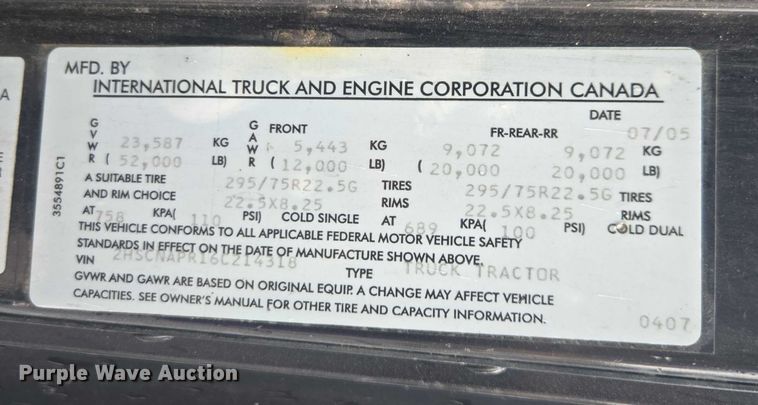 MFD. BY
INTERNATIONAL TRUCK AND ENGINE CORPORATION CANADA
DATE
GVWR GAWR FRONT FR-REAR-RR 07/05
23,587 KG 5,443 KG 9,072 9,072 KG
( 52,000 LB) ( 12,000 LB) ( 20,000 20,000 LB)
A SUITABLE TIRE 295/75R22.5G TIRES 295/75R22.5G TIRES
AND RIM CHOICE 22.5X8.25 RIMS 22.5X8.25 RIMS
AT 758 KPA( 110 PSI) COLD SINGLE AT 689 KPA( 100 PSI) COLD DUAL
THIS VEHICLE CONFORMS TO ALL APPLICABLE FEDERAL MOTOR VEHICLE SAFETY
STANDARDS IN EFFECT ON THE DATE OF MANUFACTURE SHOWN ABOVE.
VIN 2HSCNAPR16C214318 TYPE TRUCK TRACTOR
GVWR AND GAWR ARE BASED ON ORIGINAL EQUIP. A CHANGE MAY AFFECT VEHICLE
CAPACITIES. SEE OWNER'S MANUAL FOR OTHER TIRE AND CAPACITY INFORMATION.
0407
3554891C1
A
Purple Wave Auction